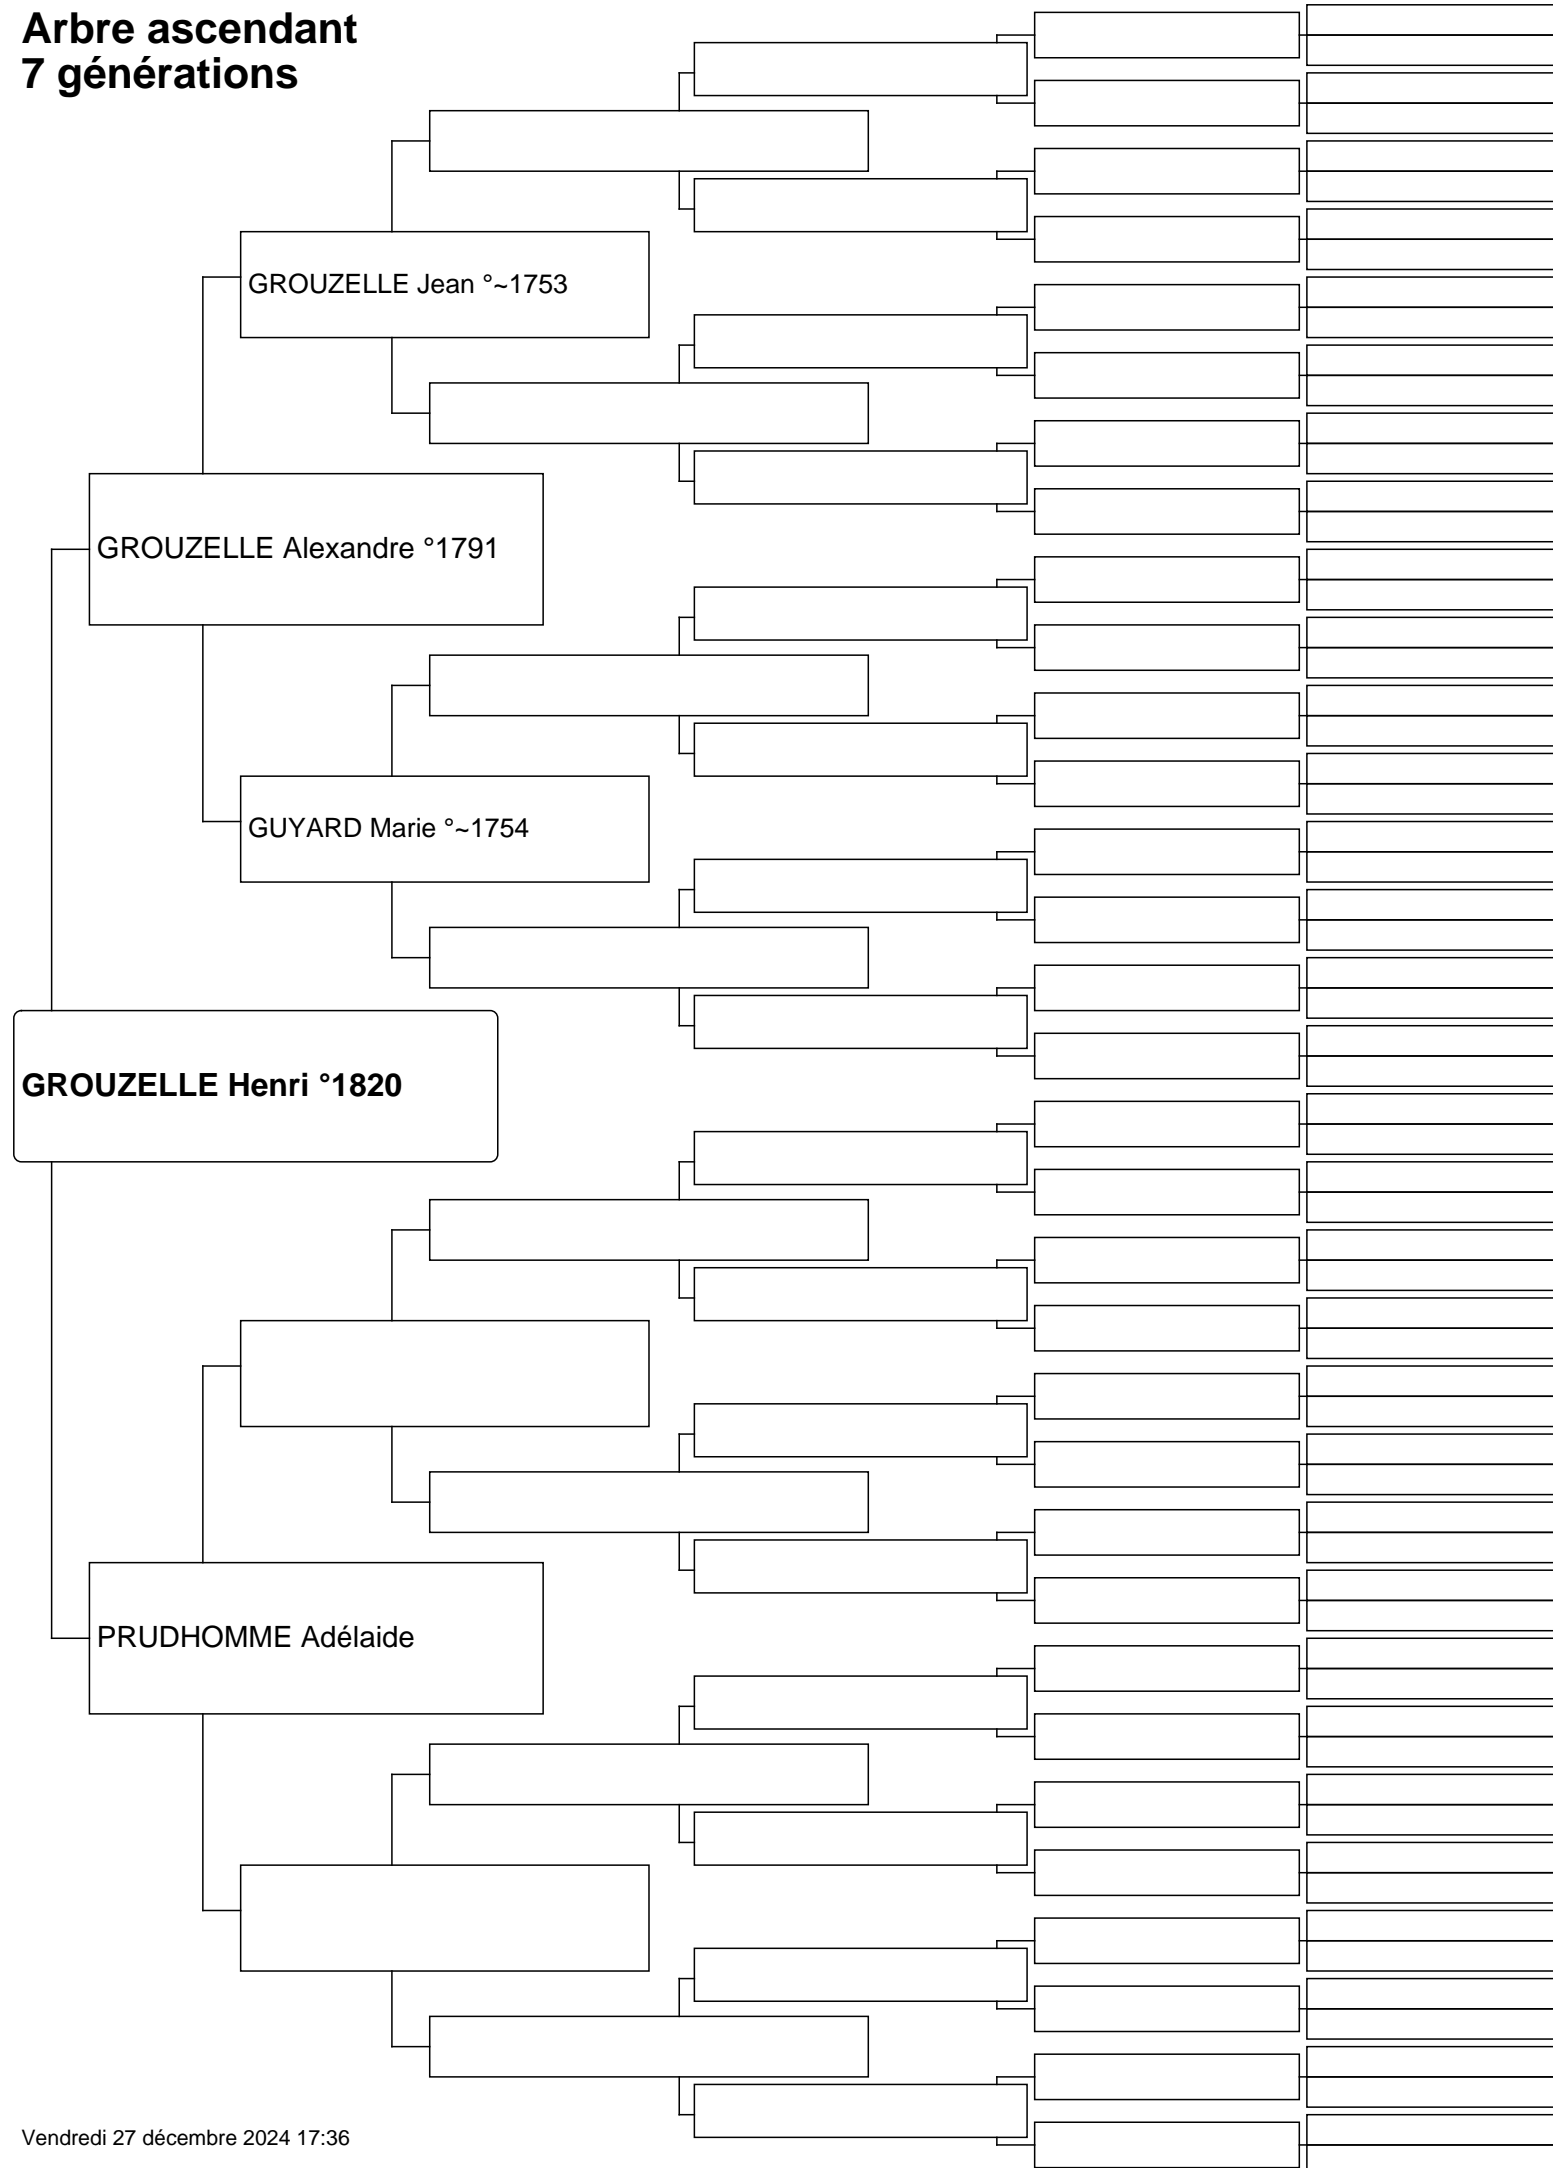 Arbre ascendant
7 générations
GROUZELLE Jean °~1753
GROUZELLE Alexandre °1791
GUYARD Marie °~1754
GROUZELLE Henri °1820
PRUDHOMME Adélaide
Vendredi 27 décembre 2024 17:36